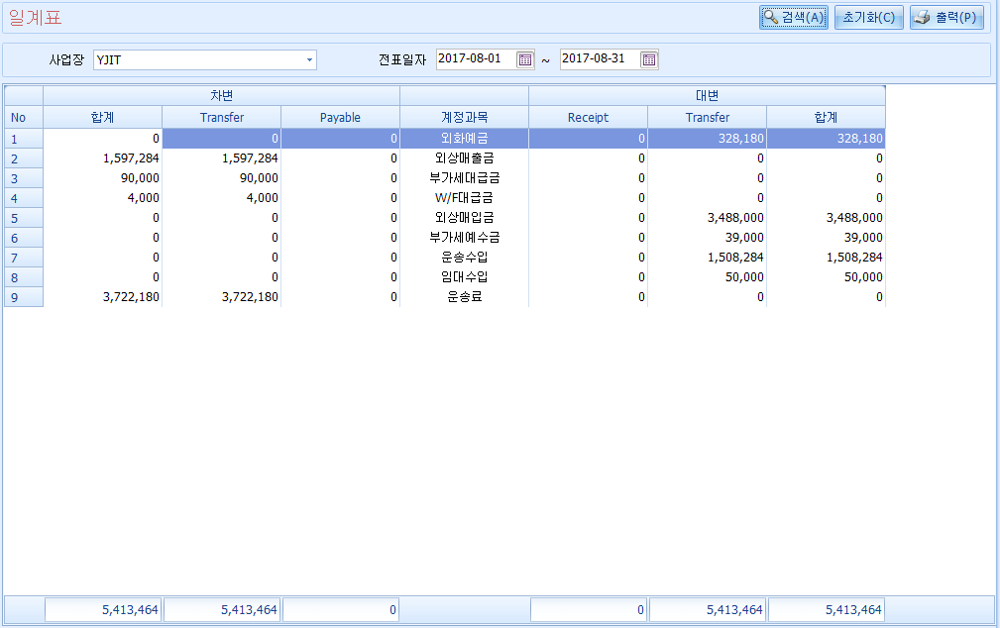 일계표 검색(A) 초기화(C) 출력(P)
사업장 YJIT 전표일자 2017-08-01 ~ 2017-08-31
차변 대변
No 합계 Transfer Payable 계정과목 Receipt Transfer 합계
1 0 0 0 외화예금 0 328,180 328,180
2 1,597,284 1,597,284 0 외상매출금 0 0 0
3 90,000 90,000 0 부가세대급금 0 0 0
4 4,000 4,000 0 W/F대급금 0 0 0
5 0 0 0 외상매입금 0 3,488,000 3,488,000
6 0 0 0 부가세예수금 0 39,000 39,000
7 0 0 0 운송수입 0 1,508,284 1,508,284
8 0 0 0 임대수입 0 50,000 50,000
9 3,722,180 3,722,180 0 운송료 0 0 0
5,413,464 5,413,464 0 0 5,413,464 5,413,464